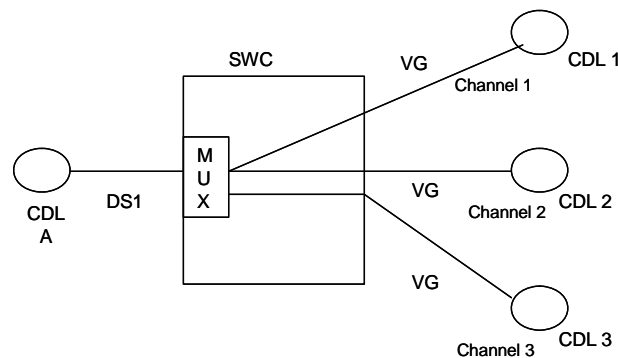 SWC
VG
CDL 1
Channel 1
M
U
X
CDL
A
DS1
VG
Channel 2
CDL 2
VG
Channel 3
CDL 3